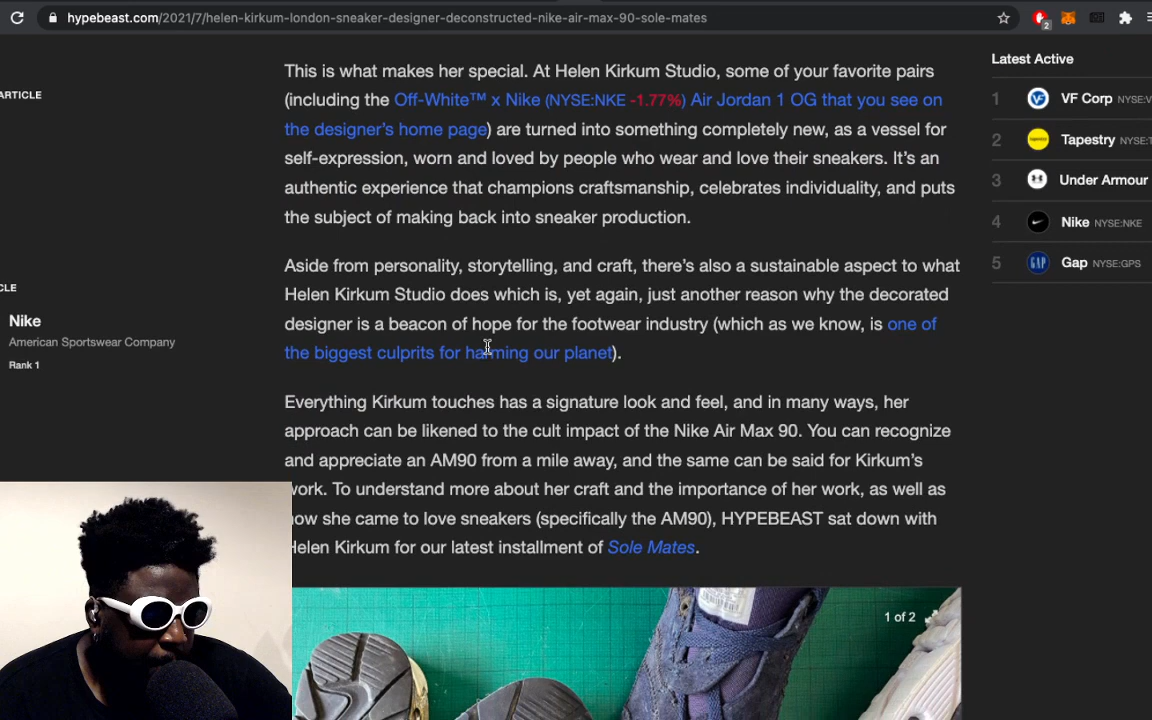 hypebeast.com/2021/7/helen-kirkum-london-sneaker-designer-deconstructed-nike-air-max-90-sole-mates
2
ARTICLE
This is what makes her special. At Helen Kirkum Studio, some of your favorite pairs
(including the Off-White™ x Nike (NYSE:NKE -1.77%) Air Jordan 1 OG that you see on
the designer's home page) are turned into something completely new, as a vessel for
self-expression, worn and loved by people who wear and love their sneakers. It's an
authentic experience that champions craftsmanship, celebrates individuality, and puts
the subject of making back into sneaker production.
CLE
Nike
American Sportswear Company
Rank 1
Aside from personality, storytelling, and craft, there's also a sustainable aspect to what
Helen Kirkum Studio does which is, yet again, just another reason why the decorated
designer is a beacon of hope for the footwear industry (which as we know, is one of
the biggest culprits for harming our planet).
Everything Kirkum touches has a signature look and feel, and in many ways, her
approach can be likened to the cult impact of the Nike Air Max 90. You can recognize
and appreciate an AM90 from a mile away, and the same can be said for Kirkum's
work. To understand more about her craft and the importance of her work, as well as
how she came to love sneakers (specifically the AM90), HYPEBEAST sat down with
Helen Kirkum for our latest installment of Sole Mates.
1 of 2
Latest Active
1 VF Corp NYSE:V
2 Tapestry NYSE:T
3 Under Armour
4 Nike NYSE:NKE
5 GAP Gap NYSE:GPS